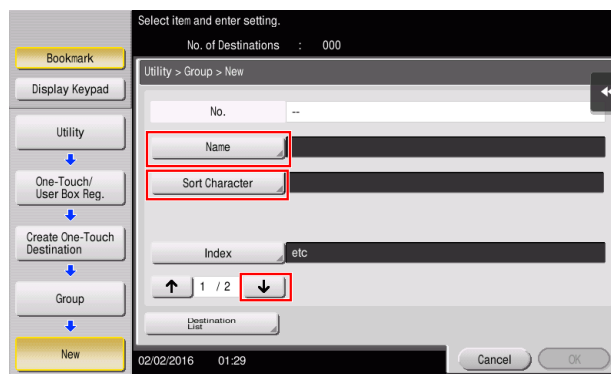 Select item and enter setting.
No. of Destinations : 000
Bookmark
Display Keypad
Utility
One-Touch/
User Box Reg.
Create One-Touch
Destination
Group
New
Utility > Group > New
No. --
Name
Sort Character
Index etc
↑ 1 / 2 ↓
Destination
List
02/02/2016 01:29
Cancel OK